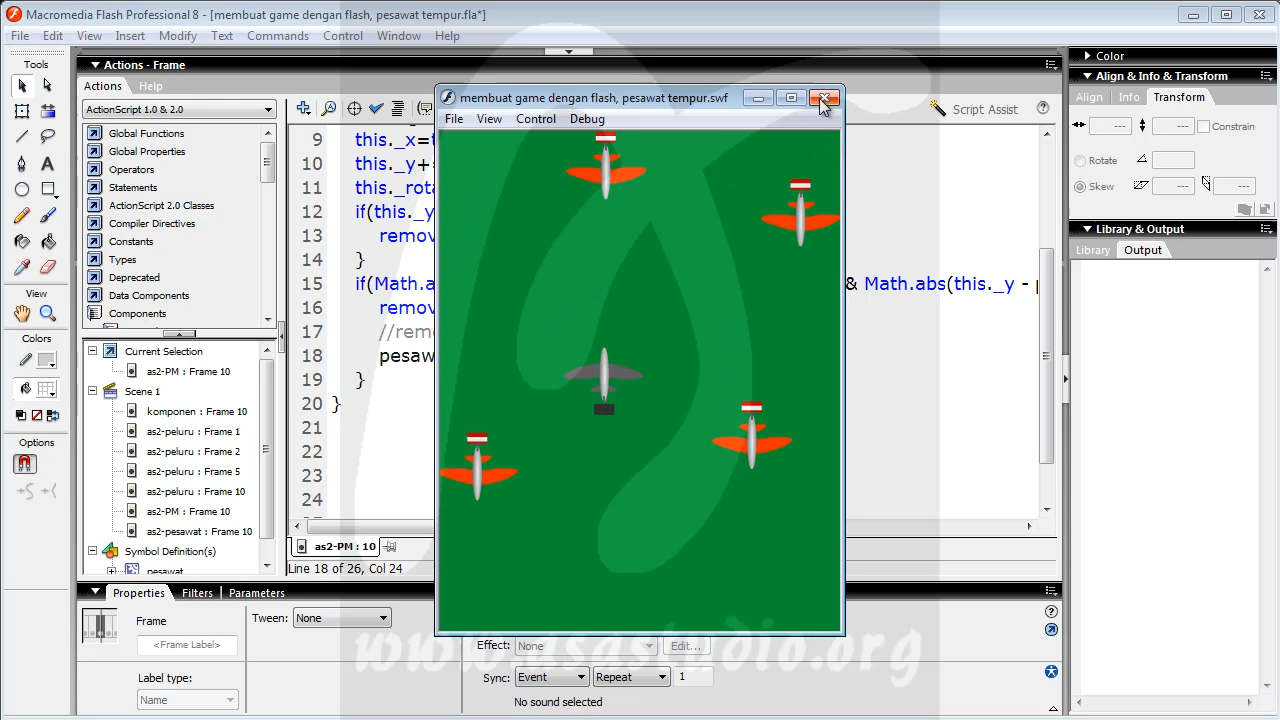 Macromedia Flash Professional 8 - [membuat game dengan flash, pesawat tempur.fla*]
File Edit View Insert Modify Text Commands Control Window Help
Tools
View
Colors
Options
Actions - Frame
Actions Help
ActionScript 1.0 & 2.0
Global Functions
Global Properties
Operators
Statements
ActionScript 2.0 Classes
Compiler Directives
Constants
Types
Deprecated
Data Components
Components
Current Selection
as2-PM : Frame 10
Scene 1
komponen : Frame 10
as2-peluru : Frame 1
as2-peluru : Frame 2
as2-peluru : Frame 5
as2-peluru : Frame 10
as2-PM : Frame 10
as2-pesawat : Frame 10
Symbol Definition(s)
pesawat
Script Assist
9 this._x=t
10 this._y+
11 this._rota
12 if(this._y
13 remov
14 }
15 if(Math.a & Math.abs(this._y - p
16 remov
17 //rem
18 pesaw
19 }
20 }
21
22
23
24
as2-PM : 10
Line 18 of 26, Col 24
membuat game dengan flash, pesawat tempur.swf
File View Control Debug
Properties Filters Parameters
Frame
<Frame Label>
Label type:
Name
Tween: None
Effect: None Edit...
Sync: Event Repeat 1
No sound selected
Color
Align & Info & Transform
Align Info Transform
--- --- Constrain
Rotate
Skew --- ---
Library & Output
Library Output
www.asastudio.org